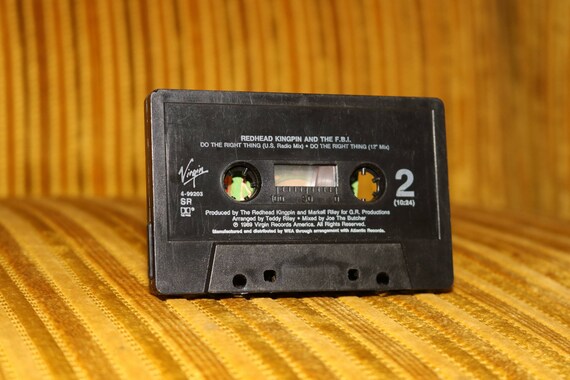 REDHEAD KINGPIN AND THE F.B.I.
DO THE RIGHT THING (U.S. Radio Mix) • DO THE RIGHT THING (12" Mix)
Virgin
4-99203
SR
2
(10:34)
Produced by The Redhead Kingpin and Markell Riley for G.R. Productions
Arranged by Teddy Riley • Mixed by Joe The Butcher
℗ 1989 Virgin Records America. All Rights Reserved.
Manufactured and distributed by WEA through arrangement with Atlantic Records.